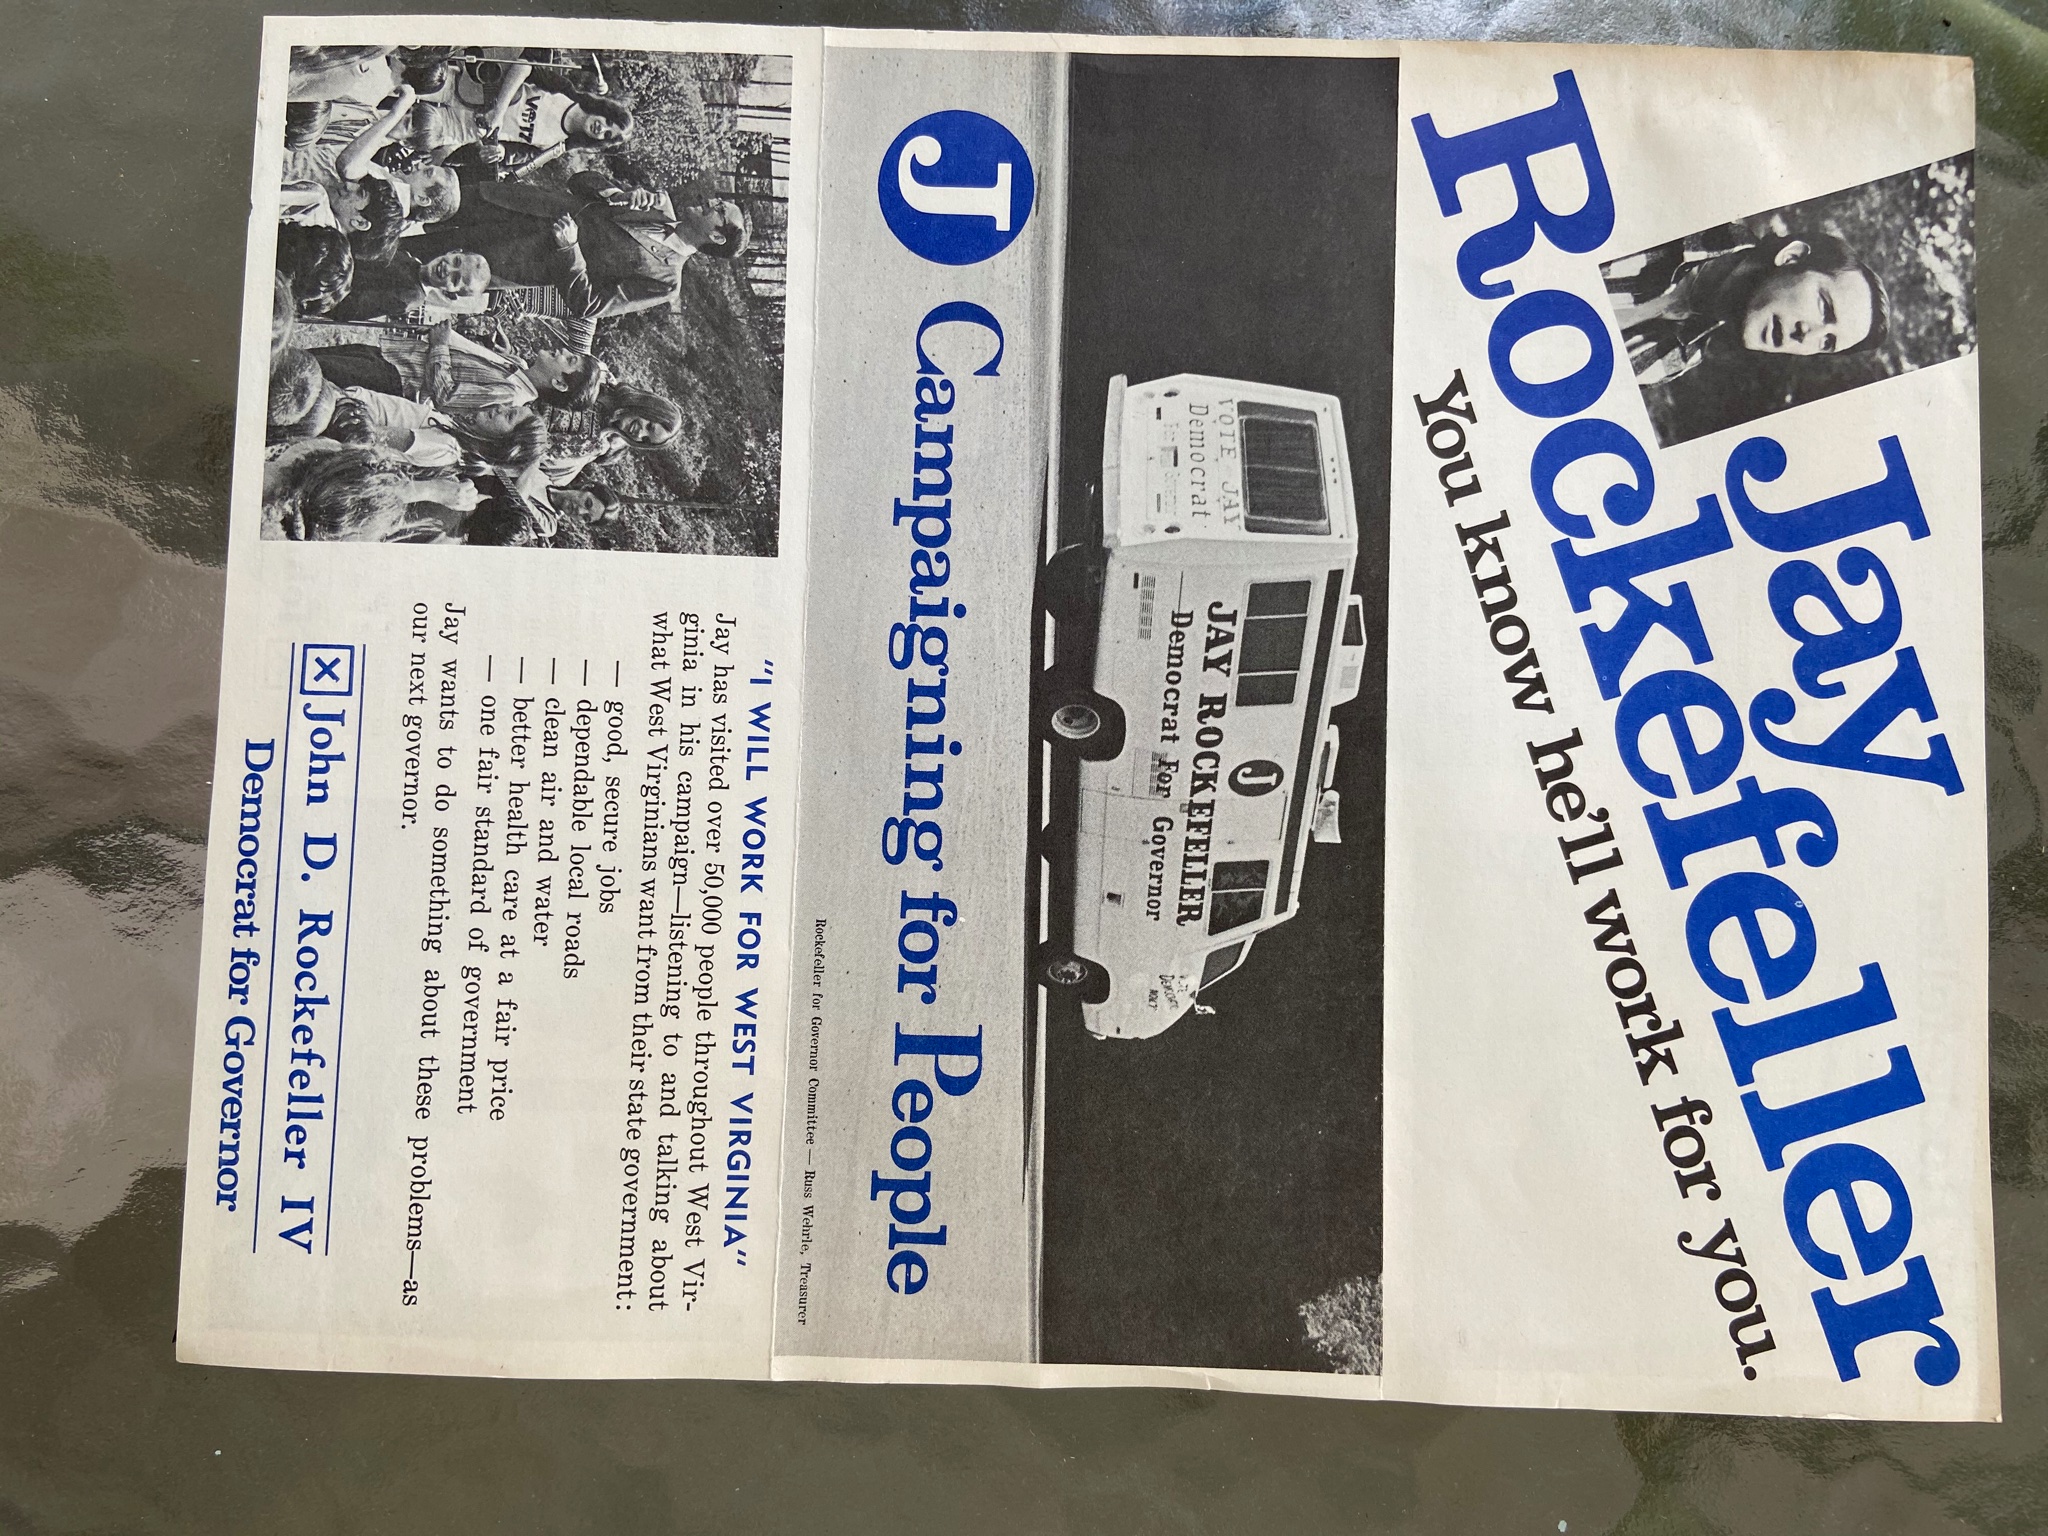 Jay
Rockefeller
You know he'll work for you.
VOTE JAY
Democrat
J
JAY ROCKEFELLER
Democrat For Governor
J Campaigning for People
Rockefeller for Governor Committee — Russ Wehrle, Treasurer
"I WILL WORK FOR WEST VIRGINIA"
Jay has visited over 50,000 people throughout West Vir-
ginia in his campaign—listening to and talking about
what West Virginians want from their state government:
— good, secure jobs
— dependable local roads
— clean air and water
— better health care at a fair price
— one fair standard of government
Jay wants to do something about these problems—as
our next governor.
X John D. Rockefeller IV
Democrat for Governor